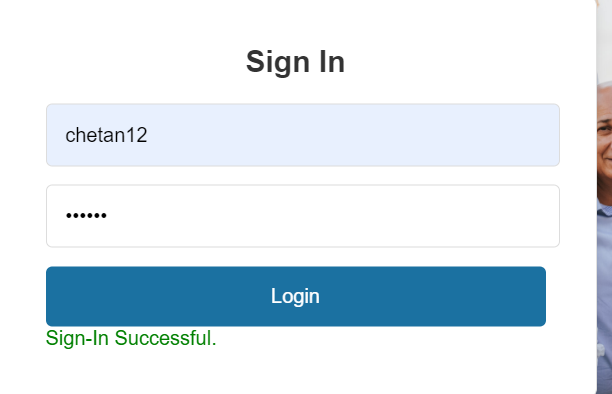 Sign In
chetan12
••••••
Login
Sign-In Successful.